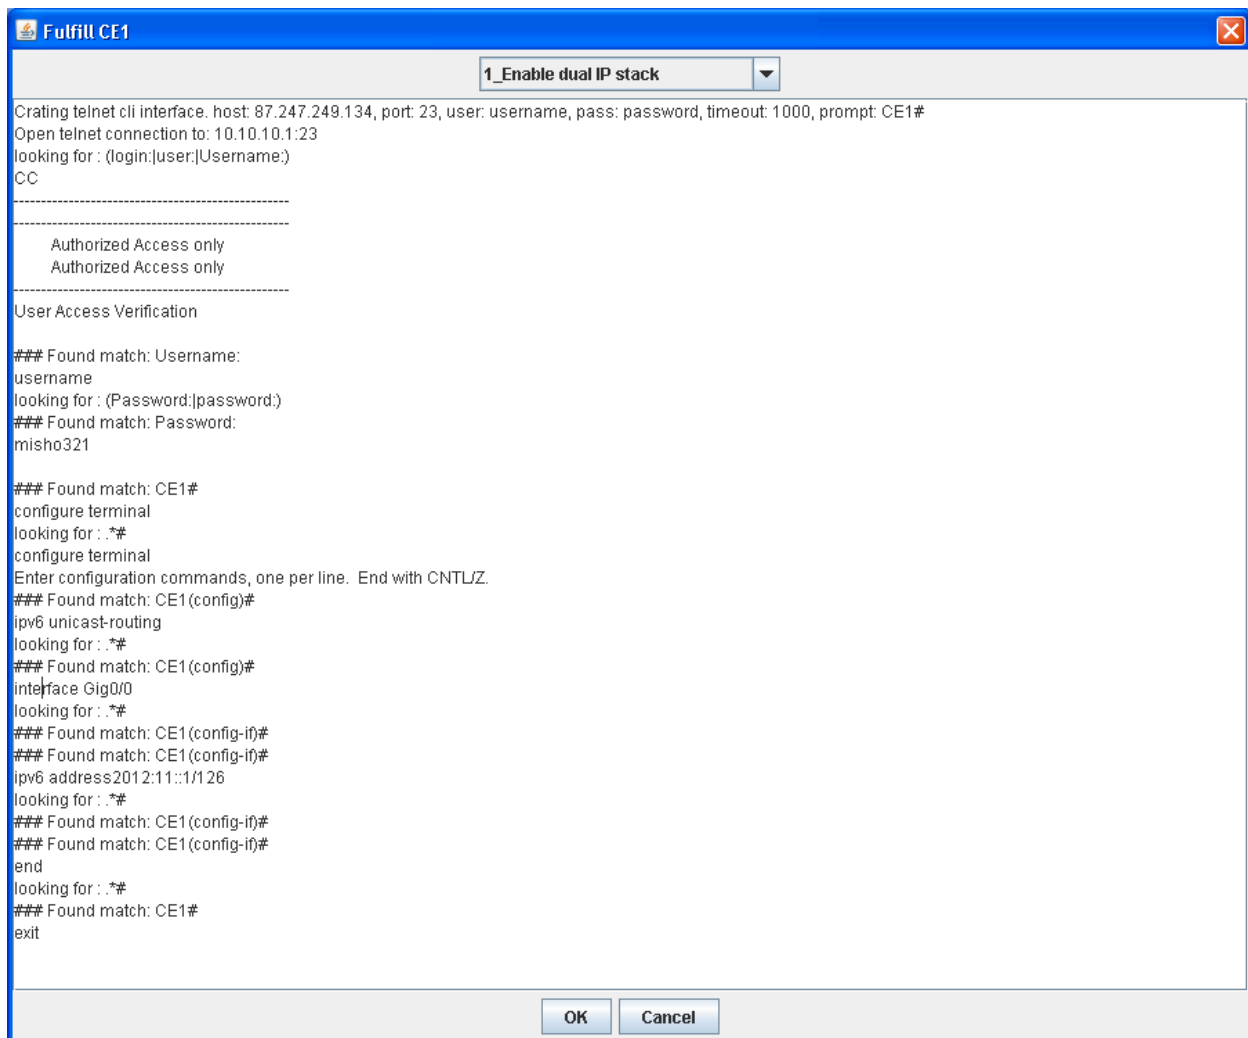 Fulfill CE1
1_Enable dual IP stack
Crating telnet cli interface. host: 87.247.249.134, port: 23, user: username, pass: password, timeout: 1000, prompt: CE1#
Open telnet connection to: 10.10.10.1:23
looking for : (login:|user:|Username:)
CC
--------------------------------------------------
--------------------------------------------------
Authorized Access only
Authorized Access only
--------------------------------------------------
User Access Verification
### Found match: Username:
username
looking for : (Password:|password:)
### Found match: Password:
misho321
### Found match: CE1#
configure terminal
looking for : .*#
configure terminal
Enter configuration commands, one per line.  End with CNTL/Z.
### Found match: CE1(config)#
ipv6 unicast-routing
looking for : .*#
### Found match: CE1(config)#
interface Gig0/0
looking for : .*#
### Found match: CE1(config-if)#
### Found match: CE1(config-if)#
ipv6 address2012:11::1/126
looking for : .*#
### Found match: CE1(config-if)#
### Found match: CE1(config-if)#
end
looking for : .*#
### Found match: CE1#
exit
OK
Cancel